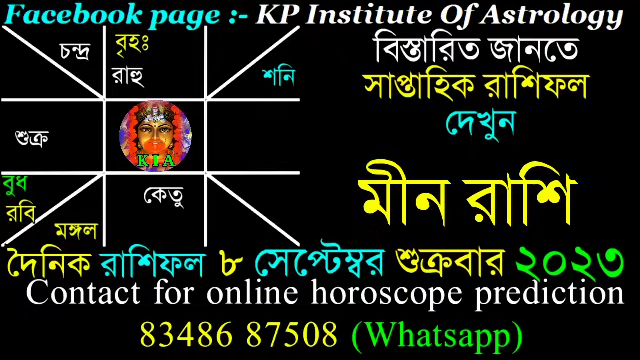 Facebook page :- KP Institute Of Astrology
চন্দ্র
বৃহঃ
রাহু
শনি
শুক্র
KIA
বুধ
রবি
মঙ্গল
কেতু
বিস্তারিত জানতে
সাপ্তাহিক রাশিফল
দেখুন
মীন রাশি
দৈনিক রাশিফল ৮ সেপ্টেম্বর শুক্রবার ২০২৩
Contact for online horoscope prediction
83486 87508 (Whatsapp)